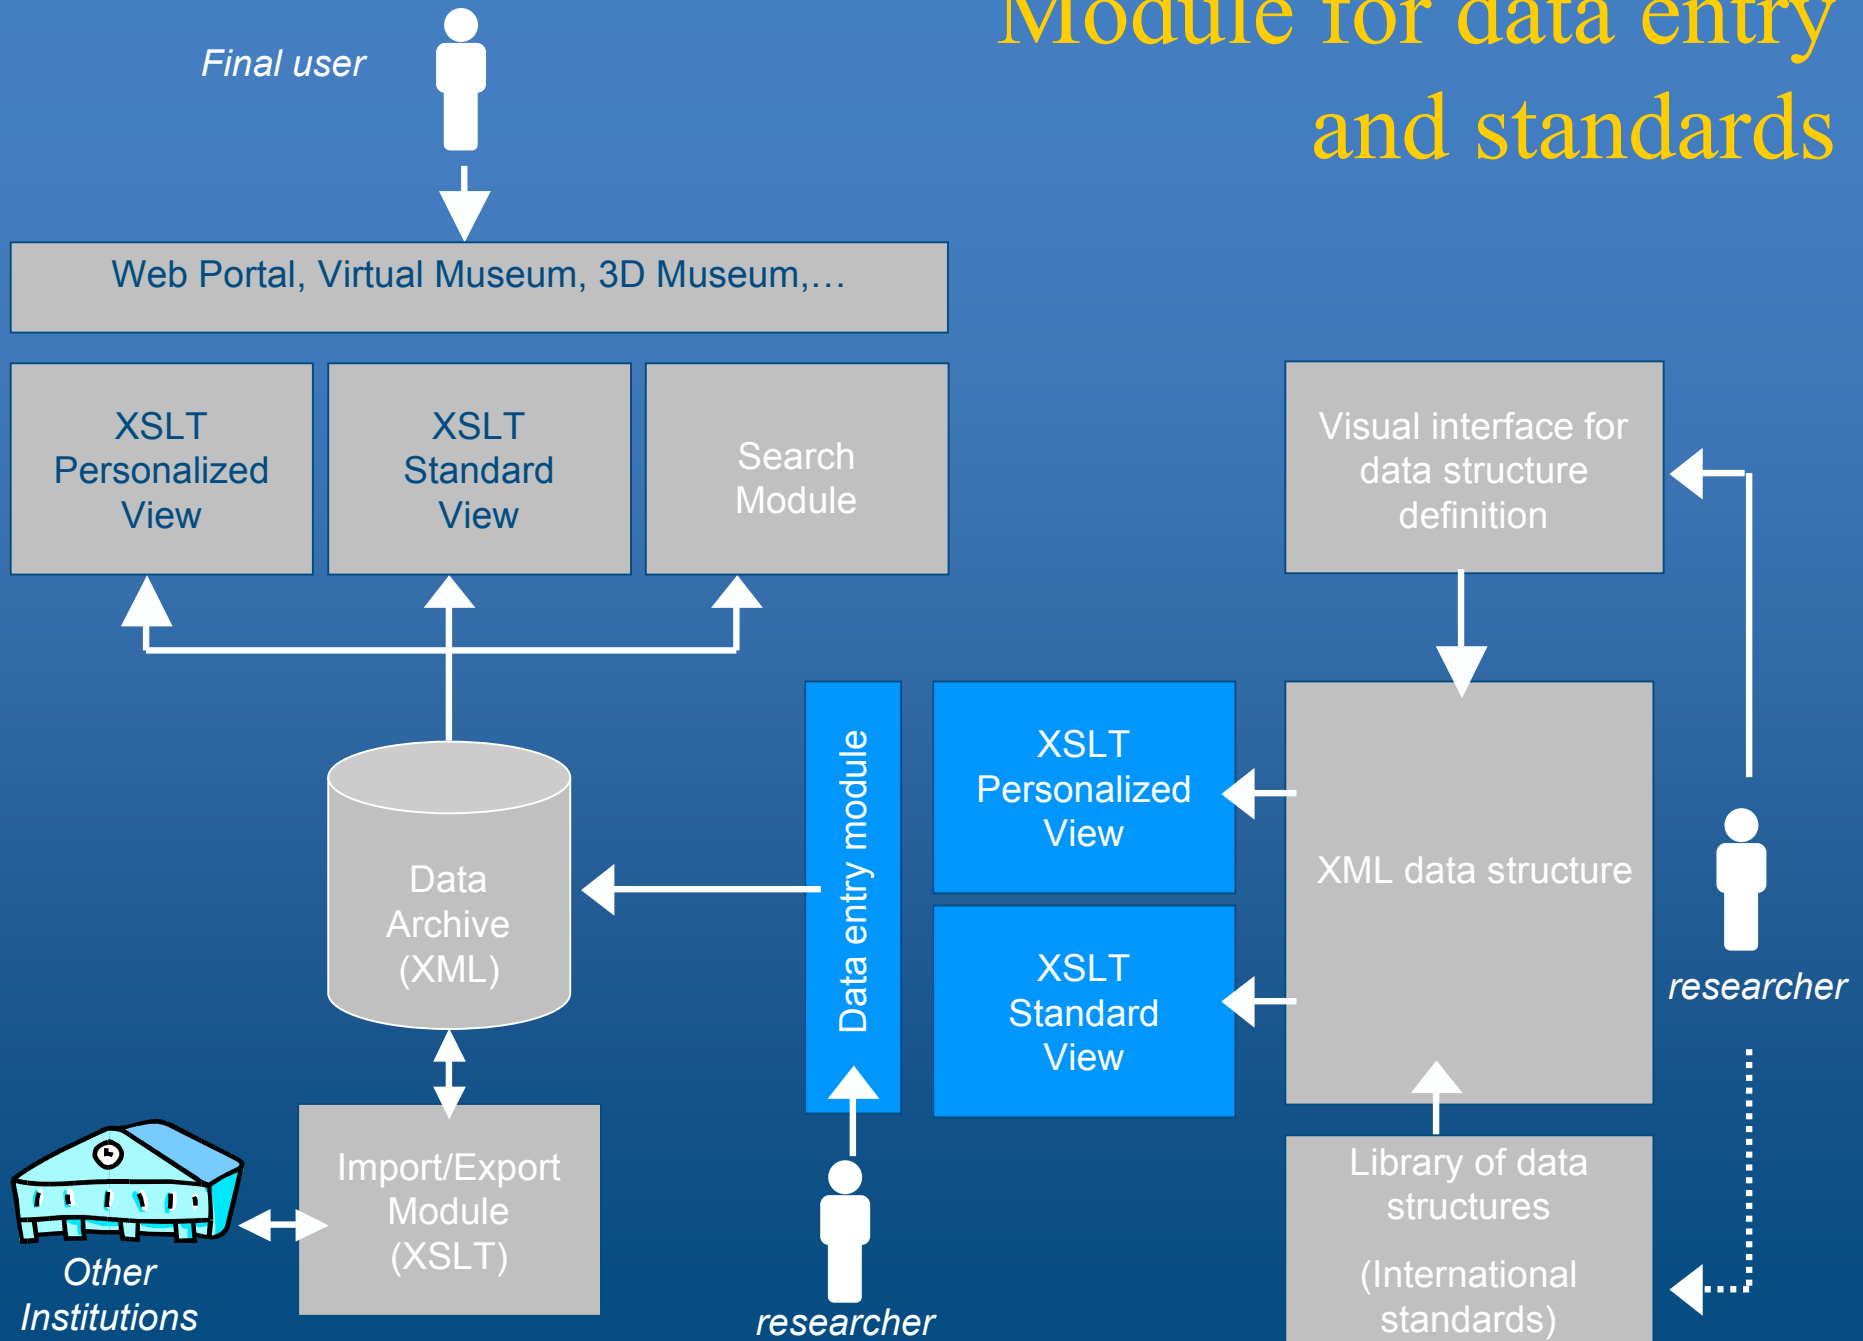 Module for data entry
and standards
Final user
Web Portal, Virtual Museum, 3D Museum,…
XSLT
Personalized
View
XSLT
Standard
View
Search
Module
Visual interface for
data structure
definition
Data entry module
XSLT
Personalized
View
XML data structure
Data
Archive
(XML)
XSLT
Standard
View
researcher
Import/Export
Module
(XSLT)
Library of data
structures
(International
standards)
Other
Institutions
researcher